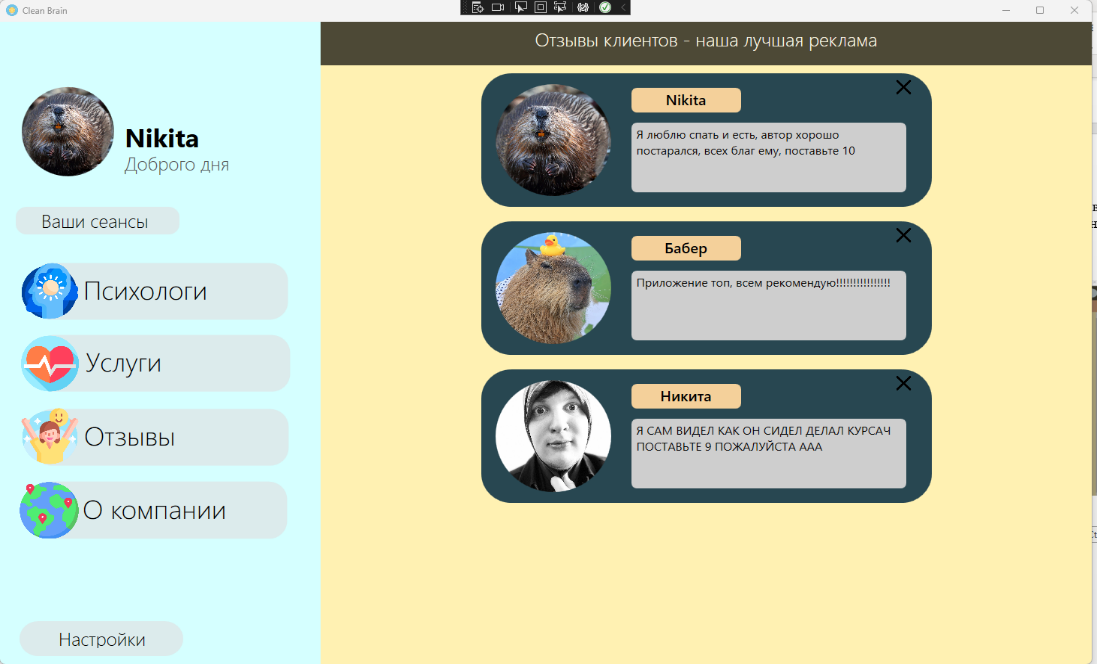 Clean Brain
Отзывы клиентов - наша лучшая реклама
Nikita
Доброго дня
Ваши сеансы
Психологи
Услуги
Отзывы
О компании
Настройки
Nikita
Я люблю спать и есть, автор хорошо
постарался, всех благ ему, поставьте 10
Бабер
Приложение топ, всем рекомендую!!!!!!!!!!!!!!!!
Никита
Я САМ ВИДЕЛ КАК ОН СИДЕЛ ДЕЛАЛ КУРСАЧ
ПОСТАВЬТЕ 9 ПОЖАЛУЙСТА ААА